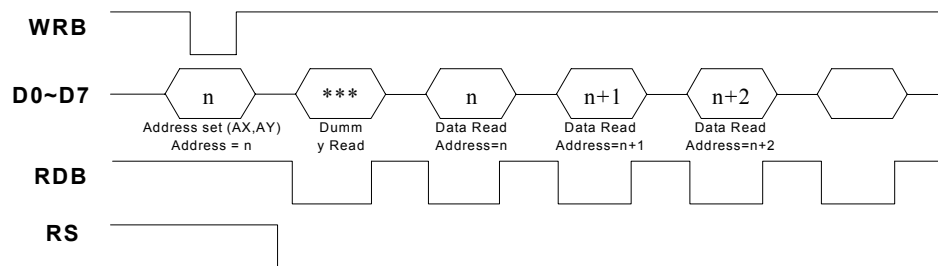 WRB
D0~D7
n
***
n
n+1
n+2
Address set (AX,AY)
Address = n
Dumm
y Read
Data Read
Address=n
Data Read
Address=n+1
Data Read
Address=n+2
RDB
RS